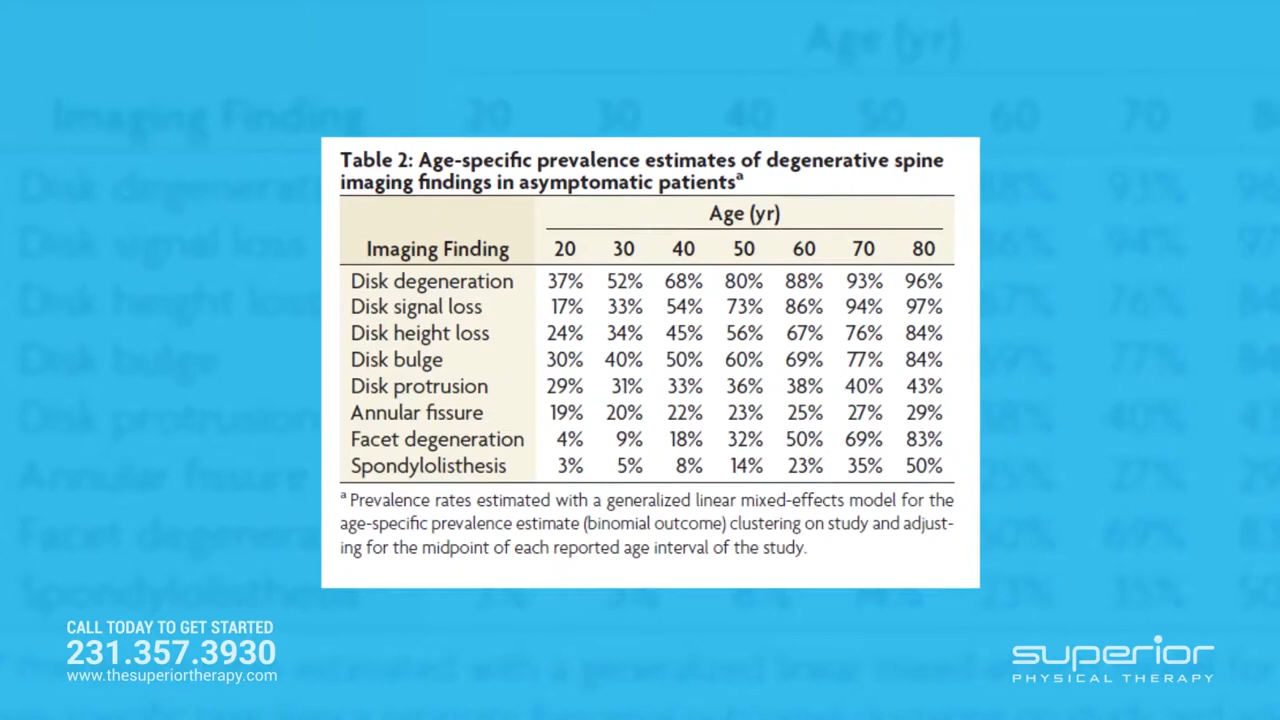 Table 2: Age-specific prevalence estimates of degenerative spine
imaging findings in asymptomatic patientsᵃ
Age (yr)
Imaging Finding 20 30 40 50 60 70 80
Disk degeneration 37% 52% 68% 80% 88% 93% 96%
Disk signal loss 17% 33% 54% 73% 86% 94% 97%
Disk height loss 24% 34% 45% 56% 67% 76% 84%
Disk bulge 30% 40% 50% 60% 69% 77% 84%
Disk protrusion 29% 31% 33% 36% 38% 40% 43%
Annular fissure 19% 20% 22% 23% 25% 27% 29%
Facet degeneration 4% 9% 18% 32% 50% 69% 83%
Spondylolisthesis 3% 5% 8% 14% 23% 35% 50%
ᵃ Prevalence rates estimated with a generalized linear mixed-effects model for the
age-specific prevalence estimate (binomial outcome) clustering on study and adjust-
ing for the midpoint of each reported age interval of the study.
CALL TODAY TO GET STARTED
231.357.3930
www.thesuperiortherapy.com
superior
PHYSICAL THERAPY